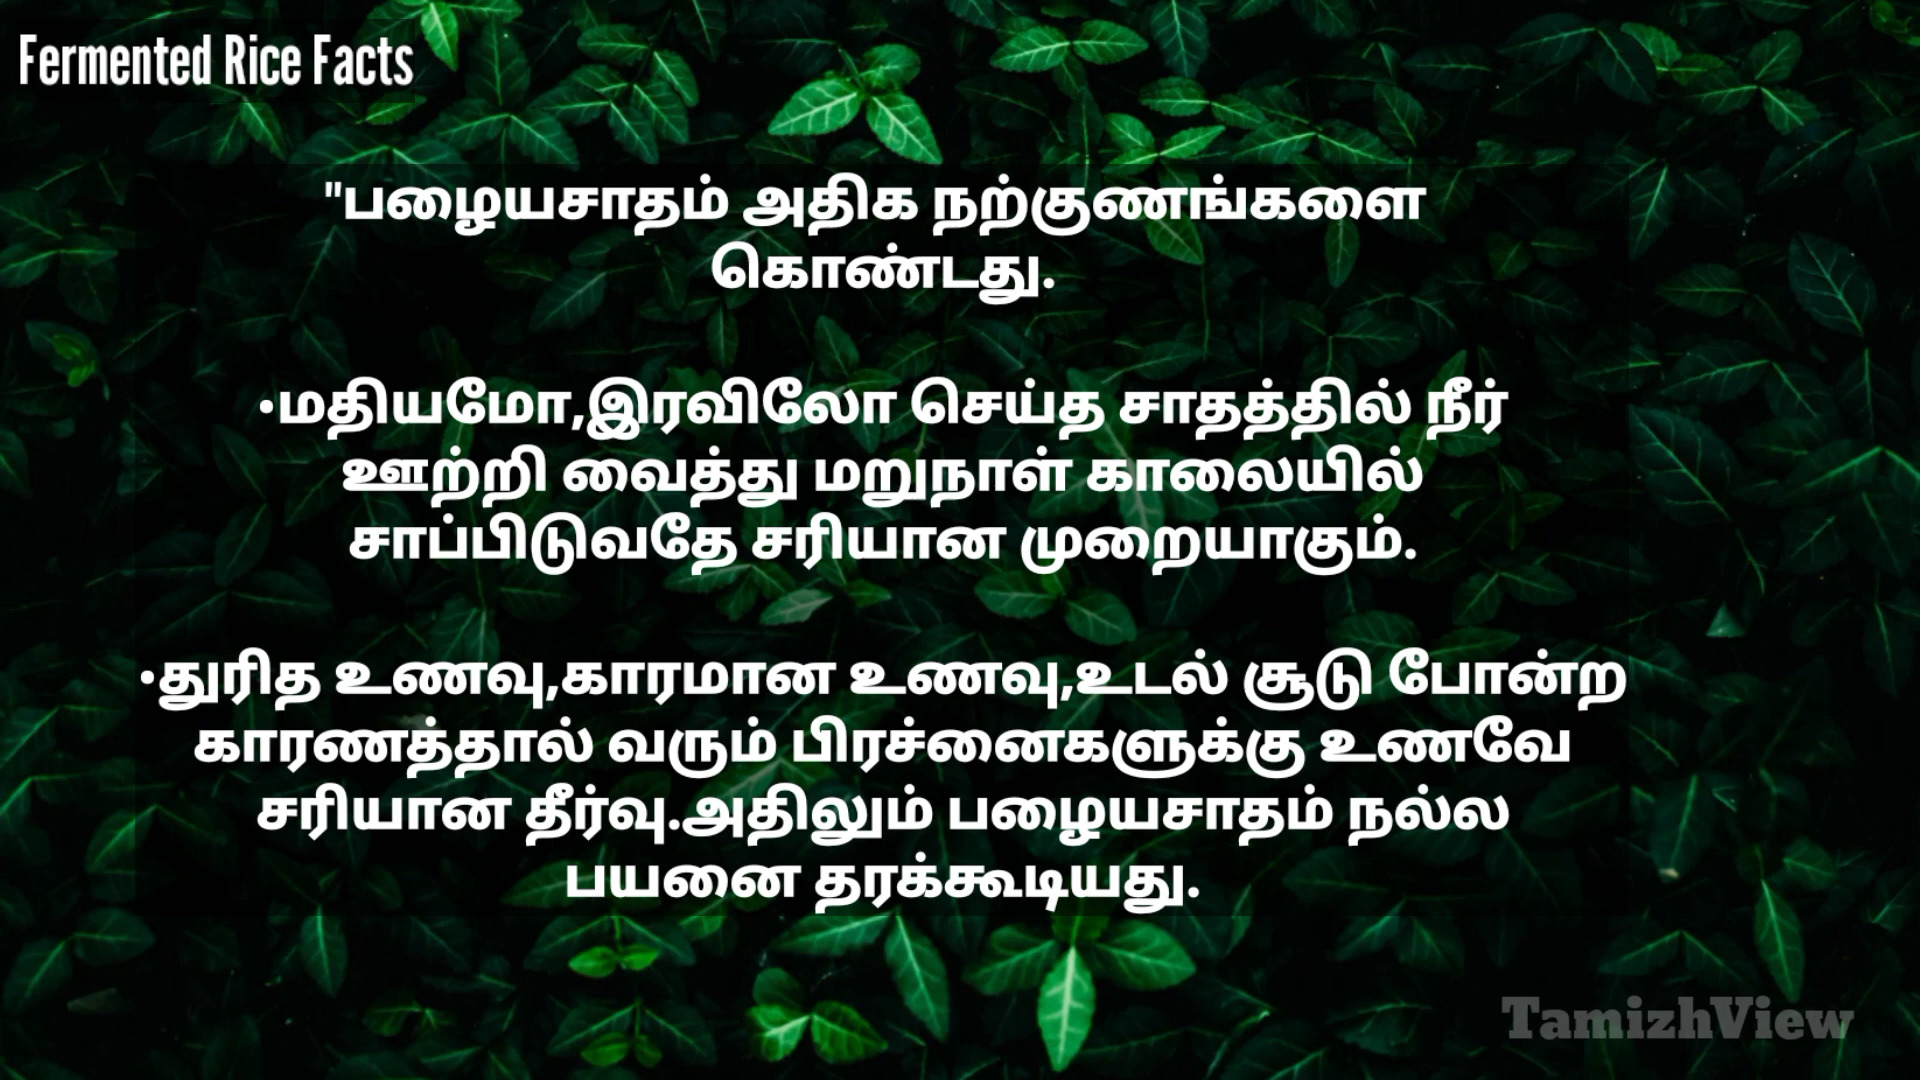 Fermented Rice Facts
"பழையசாதம் அதிக நற்குணங்களை
கொண்டது.
•மதியமோ,இரவிலோ செய்த சாதத்தில் நீர்
ஊற்றி வைத்து மறுநாள் காலையில்
சாப்பிடுவதே சரியான முறையாகும்.
•துரித உணவு,காரமான உணவு,உடல் சூடு போன்ற
காரணத்தால் வரும் பிரச்னைகளுக்கு உணவே
சரியான தீர்வு.அதிலும் பழையசாதம் நல்ல
பயனை தரக்கூடியது.
TamizhView